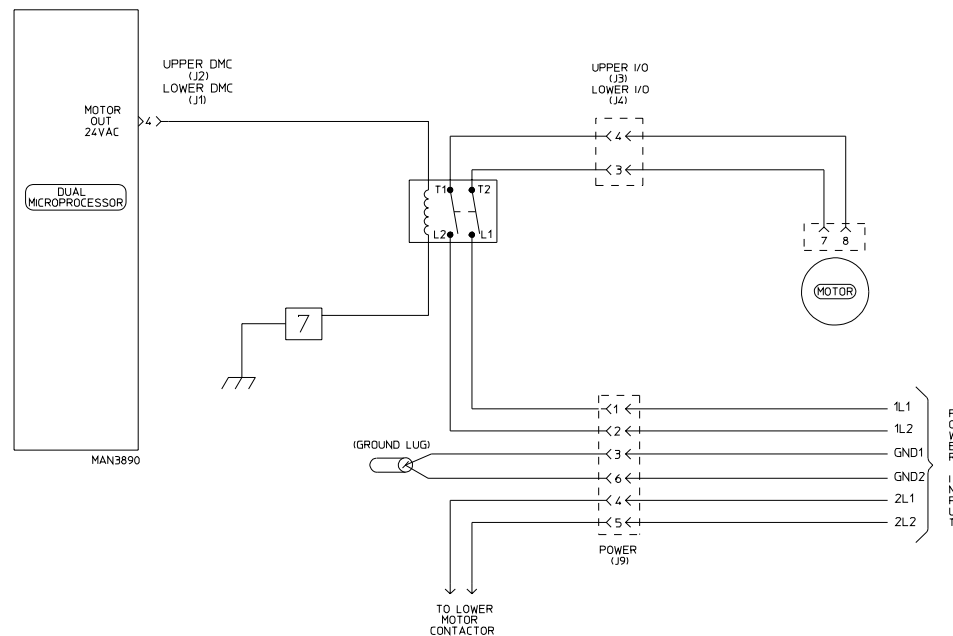 UPPER DMC
(J2)
LOWER DMC
(J1)
MOTOR
OUT
24VAC
4
DUAL
MICROPROCESSOR
MAN3890
UPPER I/O
(J3)
LOWER I/O
(J4)
4
3
T1
T2
L2
L1
7
8
MOTOR
7
(GROUND LUG)
1
2
3
6
4
5
POWER
(J9)
1L1
1L2
GND1
GND2
2L1
2L2
POWER INPUT
TO LOWER
MOTOR
CONTACTOR